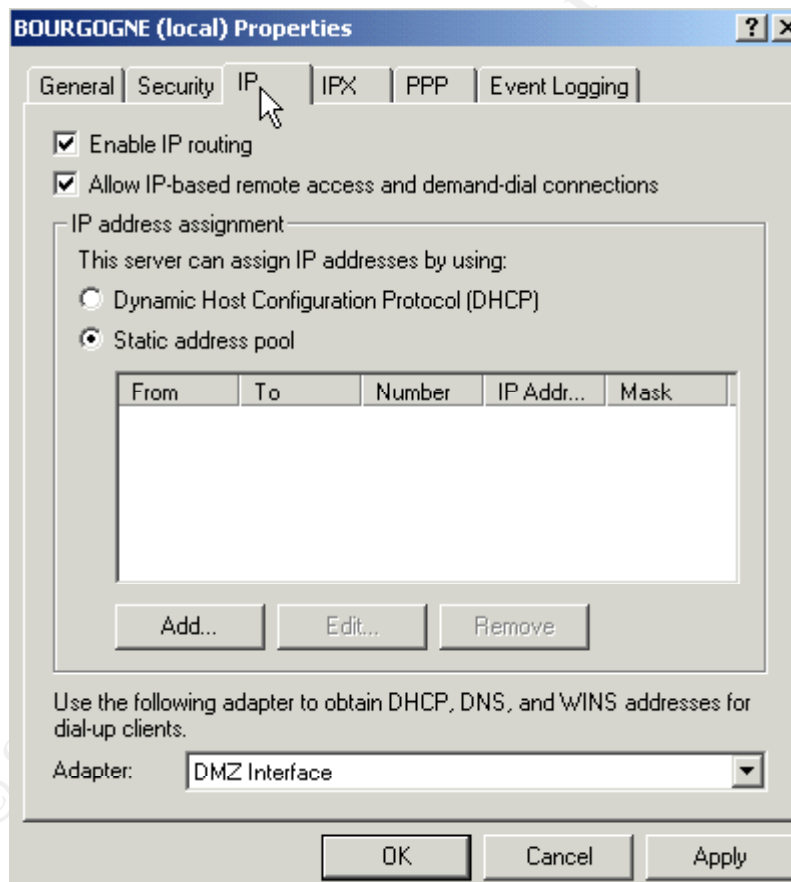 BOURGOGNE (local) Properties
General Security IP IPX PPP Event Logging
Enable IP routing
Allow IP-based remote access and demand-dial connections
IP address assignment
This server can assign IP addresses by using:
Dynamic Host Configuration Protocol (DHCP)
Static address pool
From To Number IP Addr... Mask
Add... Edit... Remove
Use the following adapter to obtain DHCP, DNS, and WINS addresses for
dial-up clients.
Adapter: DMZ Interface
OK Cancel Apply